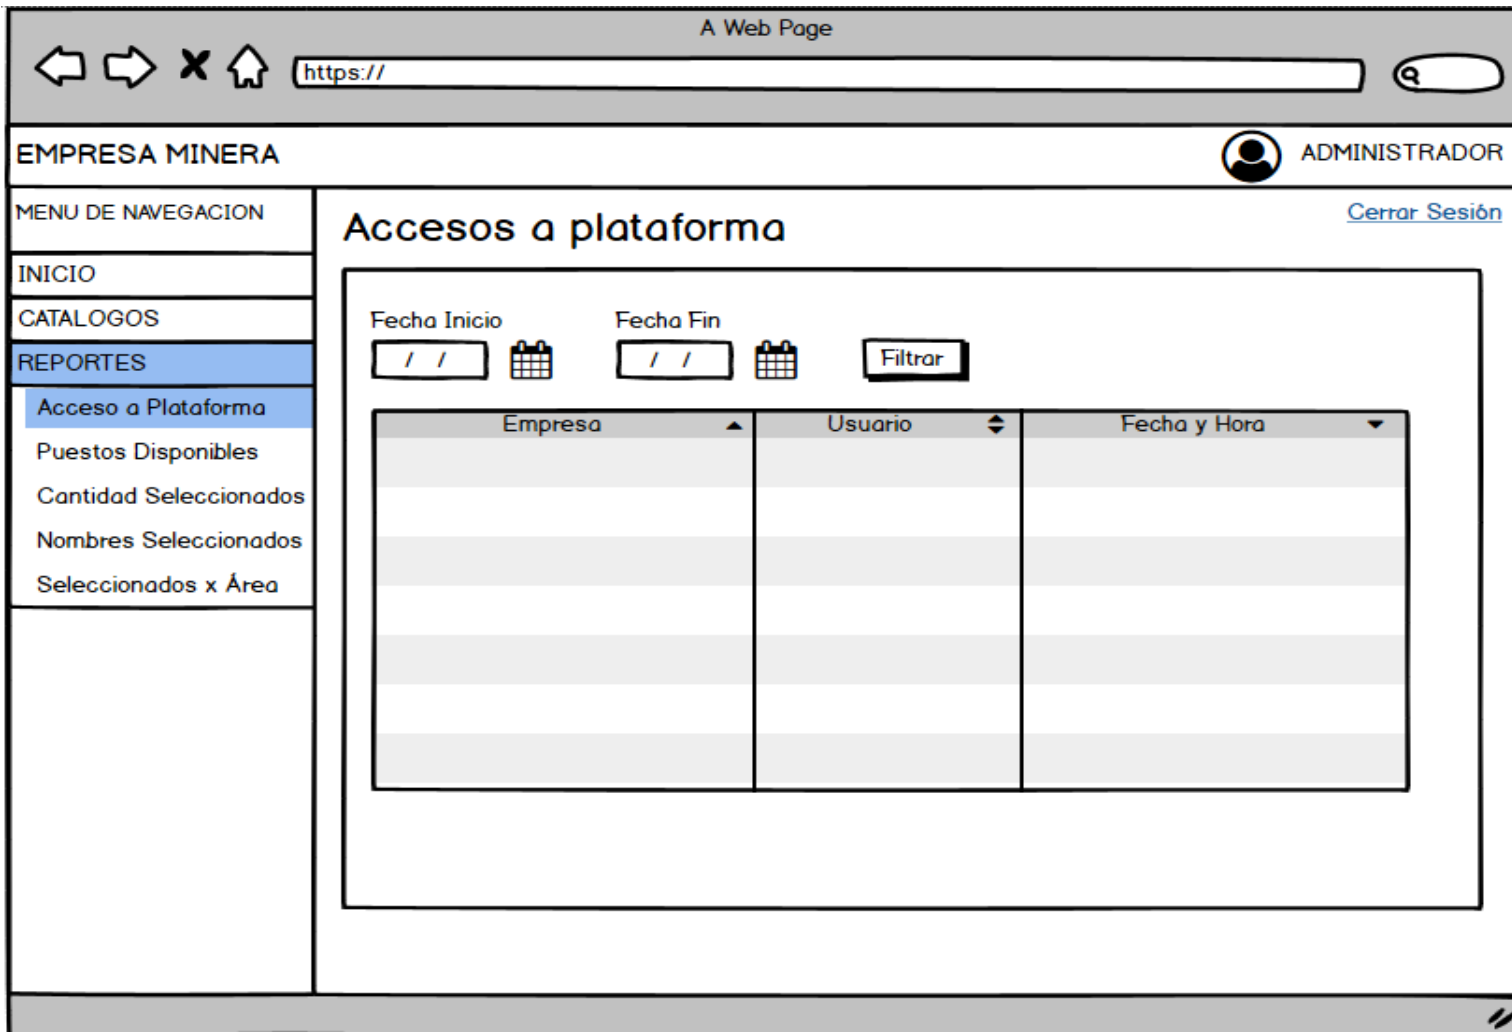 A Web Page
https://
EMPRESA MINERA
ADMINISTRADOR
MENU DE NAVEGACION
Cerrar Sesión
Accesos a plataforma
INICIO
CATALOGOS
REPORTES
Acceso a Plataforma
Puestos Disponibles
Cantidad Seleccionados
Nombres Seleccionados
Seleccionados x Área
Fecha Inicio
Fecha Fin
/ /
/ /
Filtrar
Empresa
Usuario
Fecha y Hora